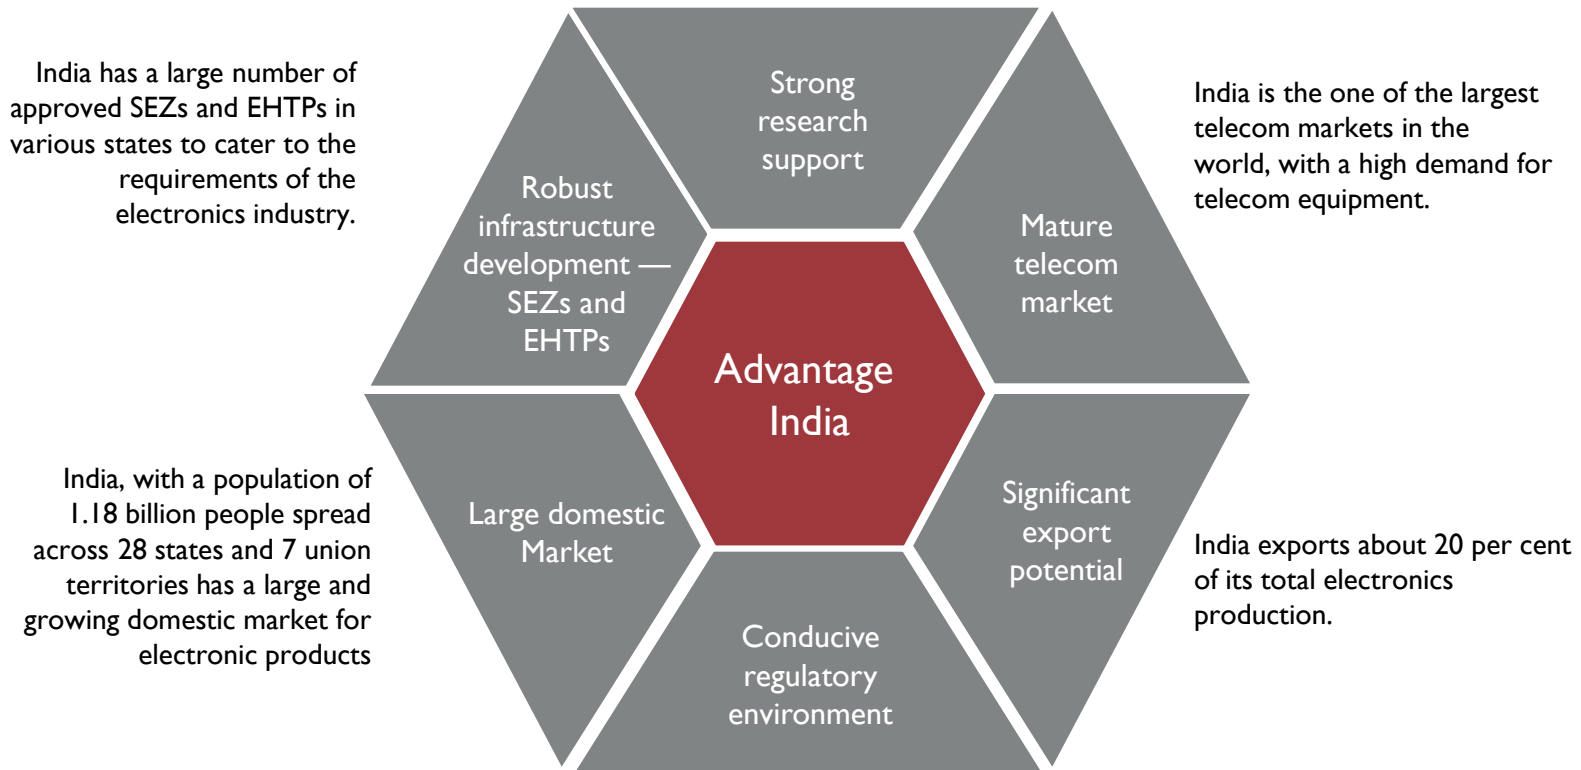 India has a large number of
approved SEZs and EHTPs in
various states to cater to the
requirements of the
electronics industry.
Strong
research
support
India is the one of the largest
telecom markets in the
world, with a high demand for
telecom equipment.
Robust
infrastructure
development —
SEZs and
EHTPs
Mature
telecom
market
Advantage
India
India, with a population of
1.18 billion people spread
across 28 states and 7 union
territories has a large and
growing domestic market for
electronic products
Large domestic
Market
Significant
export
potential
India exports about 20 per cent
of its total electronics
production.
Conducive
regulatory
environment